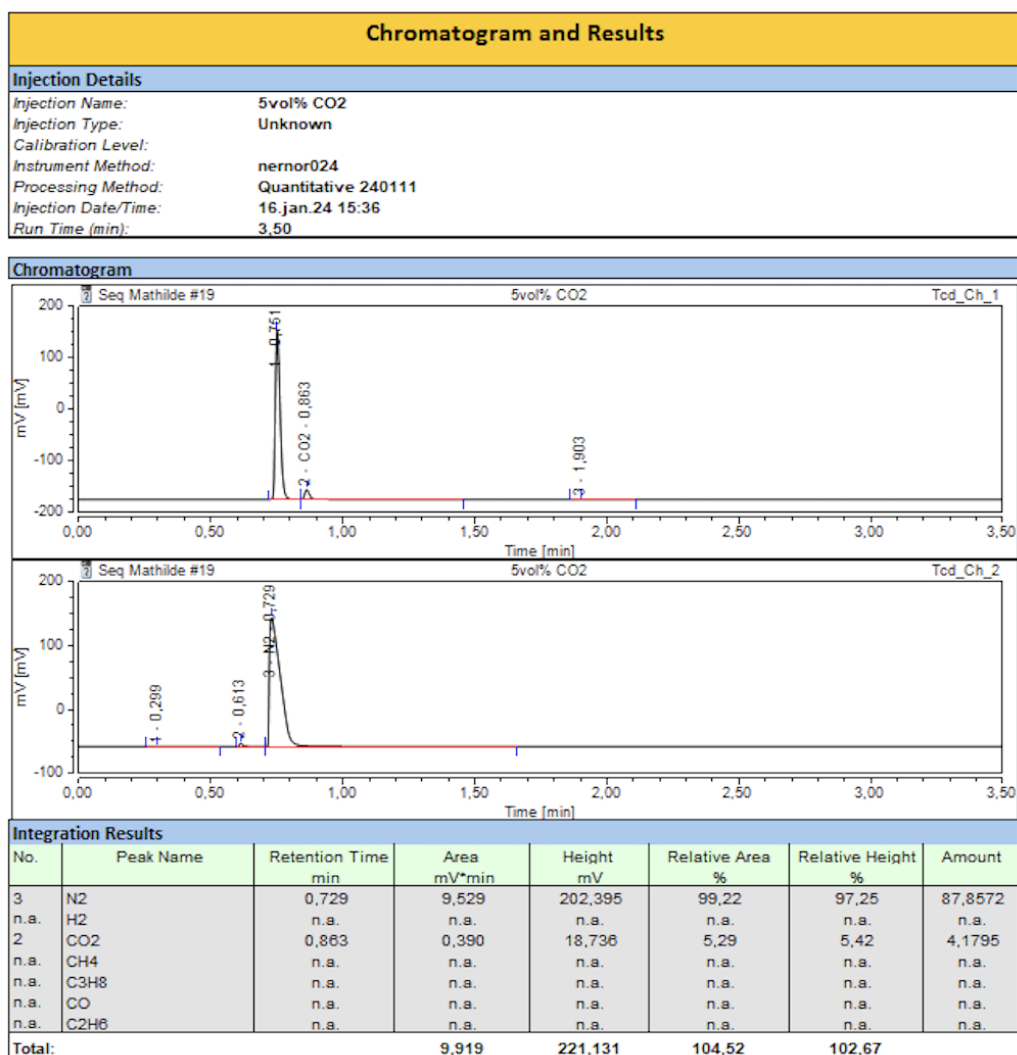 Chromatogram and Results
Injection Details
Injection Name: 5vol% CO2
Injection Type: Unknown
Calibration Level:
Instrument Method: nernor024
Processing Method: Quantitative 240111
Injection Date/Time: 16.jan.24 15:36
Run Time (min): 3,50
Chromatogram
Seq Mathilde #19 5vol% CO2 Tcd_Ch_1
mV [mV]
200
100
0
-100
-200
1 - 0,751
2 - CO2 - 0,863
3 - 1,903
0,00 0,50 1,00 1,50 2,00 2,50 3,00 3,50
Time [min]
Seq Mathilde #19 5vol% CO2 Tcd_Ch_2
mV [mV]
200
100
0
-100
1 - 0,299
2 - 0,613
3 - N2 - 0,729
0,00 0,50 1,00 1,50 2,00 2,50 3,00 3,50
Time [min]
Integration Results
No. Peak Name Retention Time Area Height Relative Area Relative Height Amount
min mV*min mV % %
3 N2 0,729 9,529 202,395 99,22 97,25 87,8572
n.a. H2 n.a. n.a. n.a. n.a. n.a. n.a.
2 CO2 0,863 0,390 18,736 5,29 5,42 4,1795
n.a. CH4 n.a. n.a. n.a. n.a. n.a. n.a.
n.a. C3H8 n.a. n.a. n.a. n.a. n.a. n.a.
n.a. CO n.a. n.a. n.a. n.a. n.a. n.a.
n.a. C2H6 n.a. n.a. n.a. n.a. n.a. n.a.
Total: 9,919 221,131 104,52 102,67